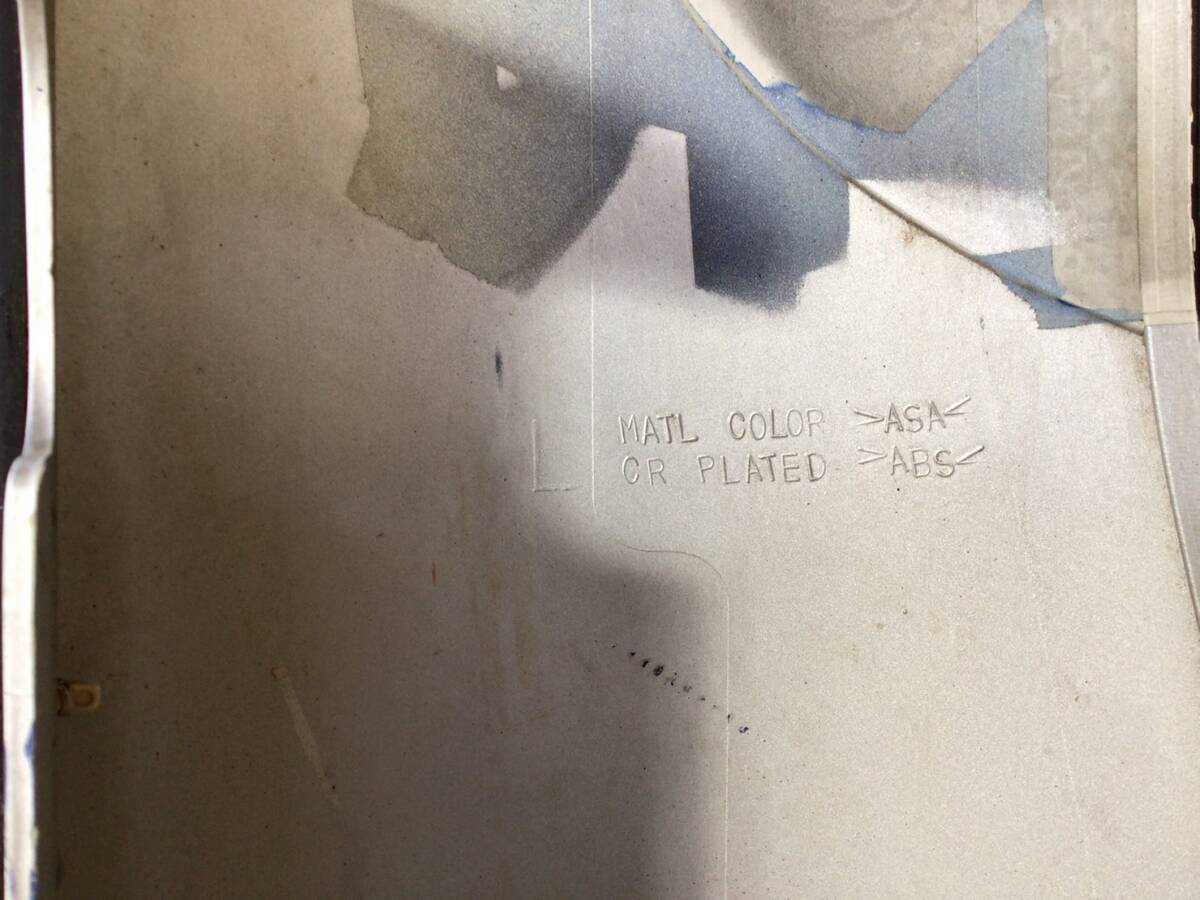 L
MATL COLOR >ASA<
CR PLATED >ABS<